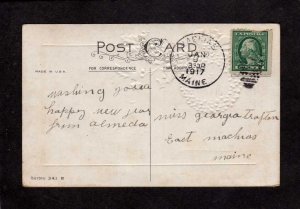 POST CARD
FOR CORRESPONDENCE
MADE IN U.S.A.
JAN
1917
MAINE
wishing you a
happy new year
from almeda
miss georgia Trafton
East machias
maine